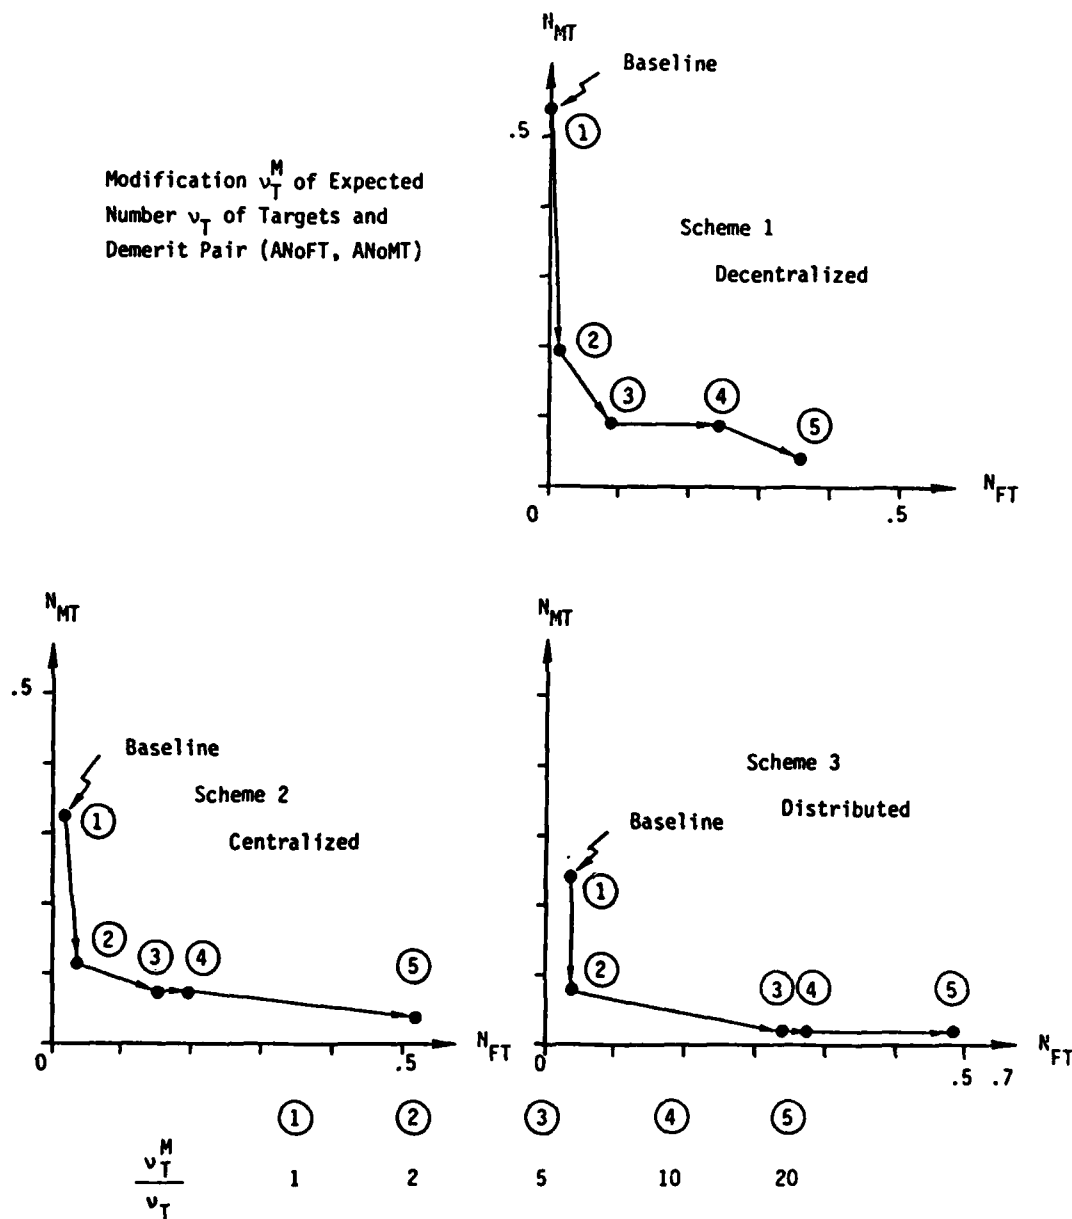 N_MT
Baseline
.5
1
Modification ν_T^M of Expected
Number ν_T of Targets and
Demerit Pair (ANoFT, ANoMT)
Scheme 1
Decentralized
2
3
4
5
N_FT
0
.5
N_MT
.5
Baseline
Scheme 2
1
Centralized
2
3
4
5
N_FT
0
.5
N_MT
Scheme 3
Distributed
Baseline
1
2
3
4
5
N_FT
0
.5 .7
1 2 3 4 5
ν_T^M
ν_T
1 2 5 10 20